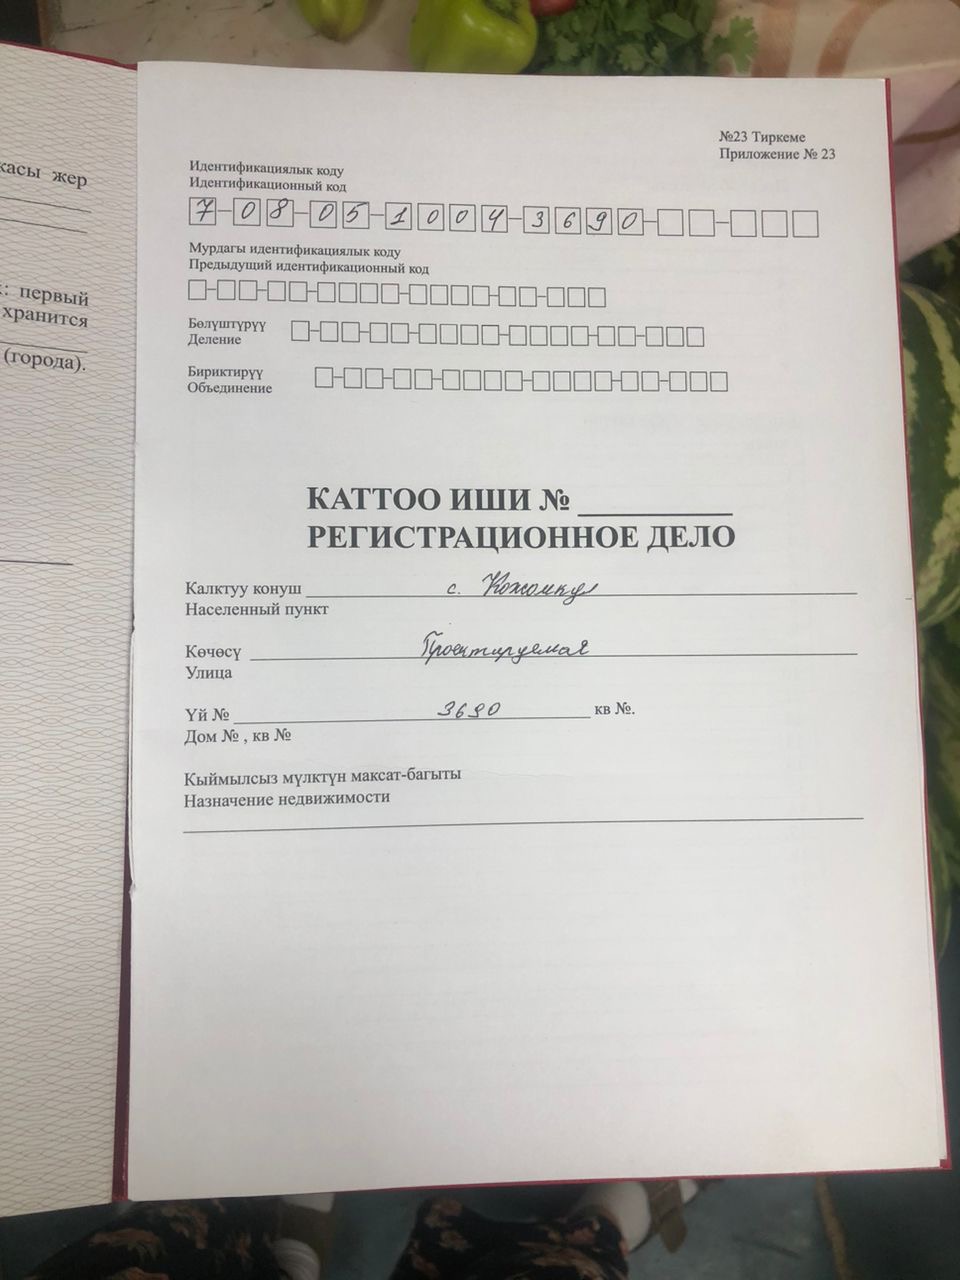 касы жер
: первый
хранится
(города).
№23 Тиркеме
Приложение № 23
Идентификациялык коду
Идентификационный код
7-08-05-1004-3690
Мурдагы идентификациялык коду
Предыдущий идентификационный код
Бөлүштүрүү
Деление
Бириктирүү
Объединение
КАТТОО ИШИ №
РЕГИСТРАЦИОННОЕ ДЕЛО
Калктуу конуш с. Кожомкул
Населенный пункт
Көчөсү Проектируемая
Улица
Үй № 3690 кв №.
Дом № , кв №
Кыймылсыз мүлктүн максат-багыты
Назначение недвижимости